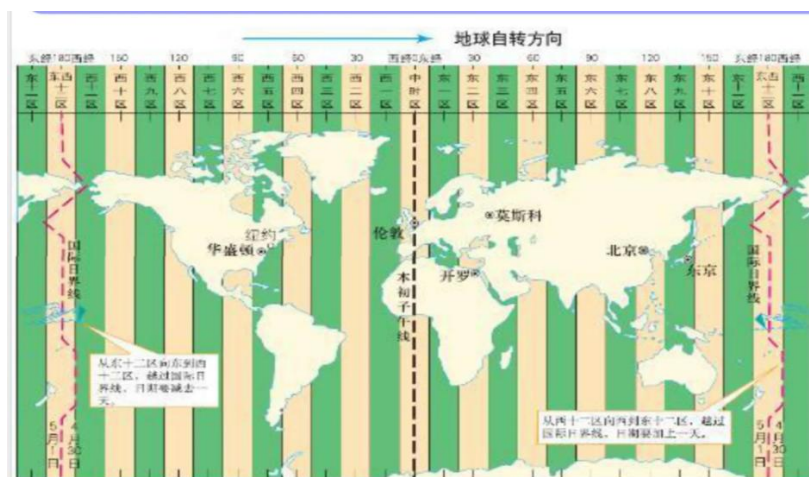 地球自转方向
东经180西经 150 120 90 60 30 西经0东经 30 60 90 120 150 东经180西经
东十一区 东西十二区 西十一区 西十区 西九区 西八区 西七区 西六区 西五区 西四区 西三区 西二区 西一区 中时区 东一区 东二区 东三区 东四区 东五区 东六区 东七区 东八区 东九区 东十区 东十一区 东西十二区 西十一区
莫斯科
纽约
伦敦
华盛顿
北京
东京
开罗
国际日界线
本初子午线
国际日界线
从东十二区向东到西
十二区，越过国际日
界线，日期要减去一
天。
从西十二区向西到东十二区，越过
国际日界线，日期要加上一天。
5月1日
4月30日
5月1日
4月30日